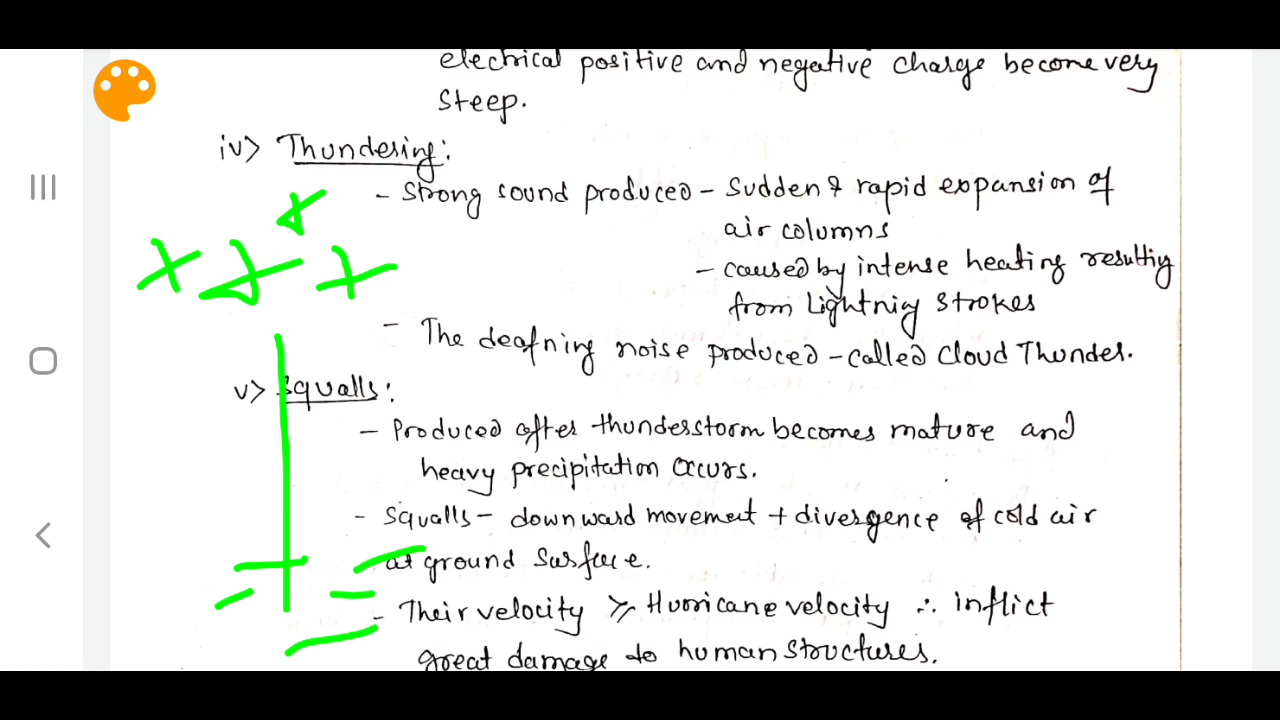 electrical positive and negative charge become very
steep.
iv> Thundering:
- Strong sound produced - Sudden & rapid expansion of
air columns
- caused by intense heating resulting
from Lightnig strokes
- The deafning noise produced - called Cloud Thunder.
v> Squalls:
- Produced after thunderstorm becomes mature and
heavy precipitation occurs.
- Squalls - downward movement + divergence of cold air
at ground surface.
- Their velocity ≥ Hurricane velocity ∴ inflict
great damage to human structures.